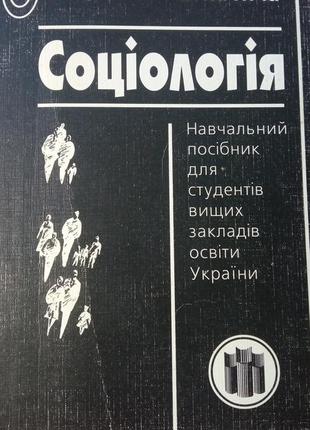 Соціологія
Навчальний
посібник
для
студентів
вищих
закладів
освіти
України